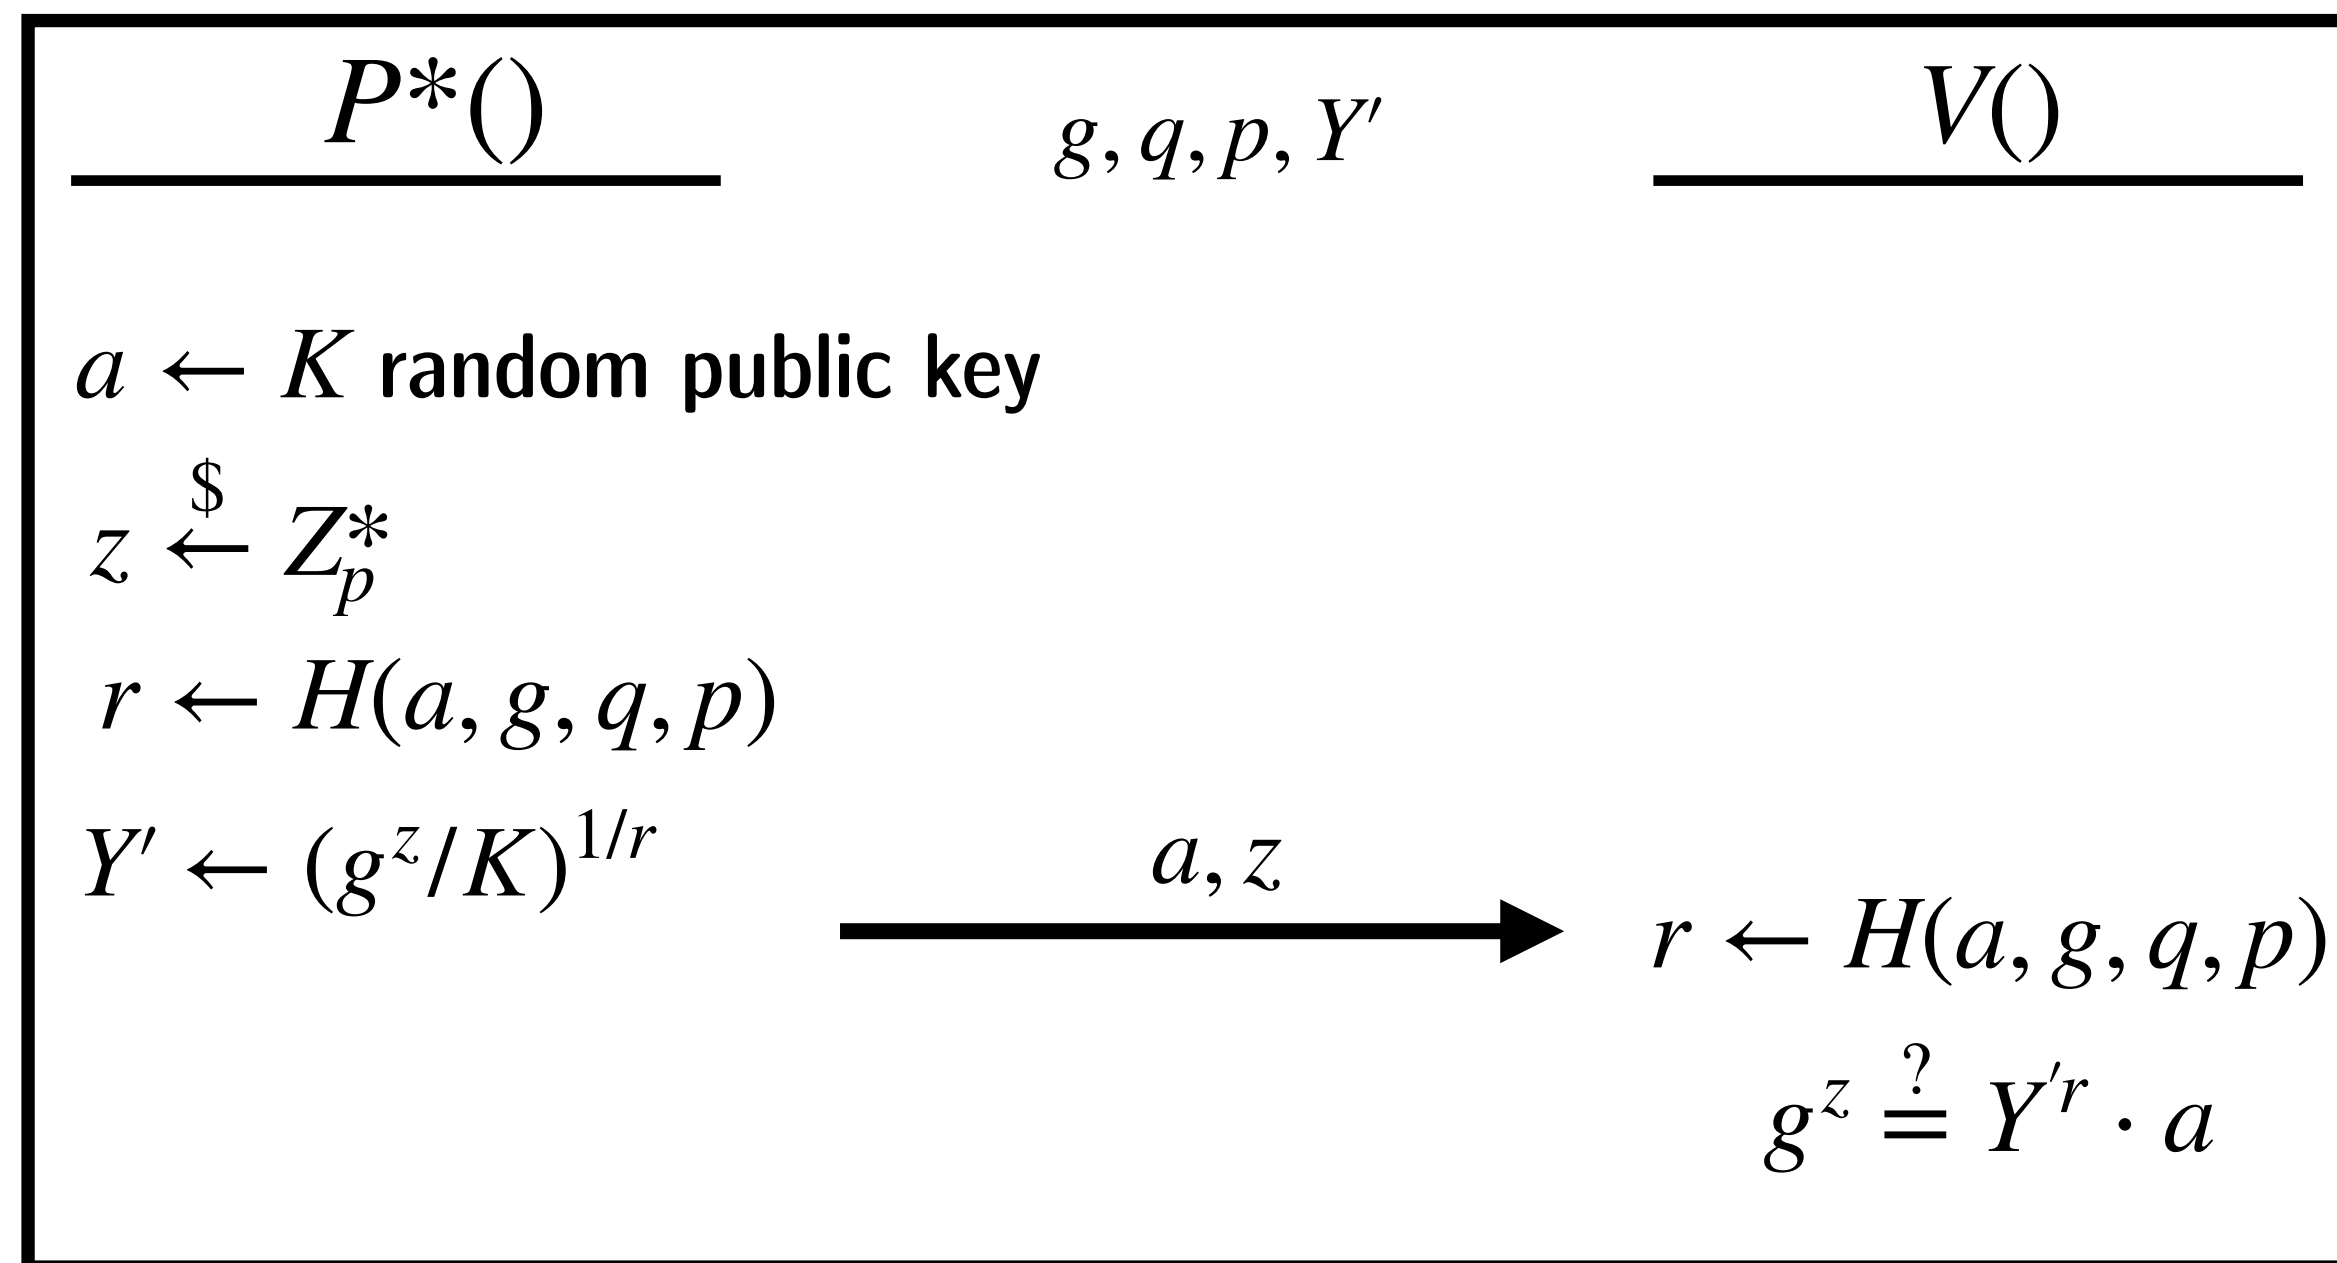 P*()
g, q, p, Y′
V()
a ← K random public key
z ←$ Z*p
r ← H(a, g, q, p)
Y′ ← (g^z/K)^1/r
a, z
r ← H(a, g, q, p)
g^z ≟ Y′^r · a